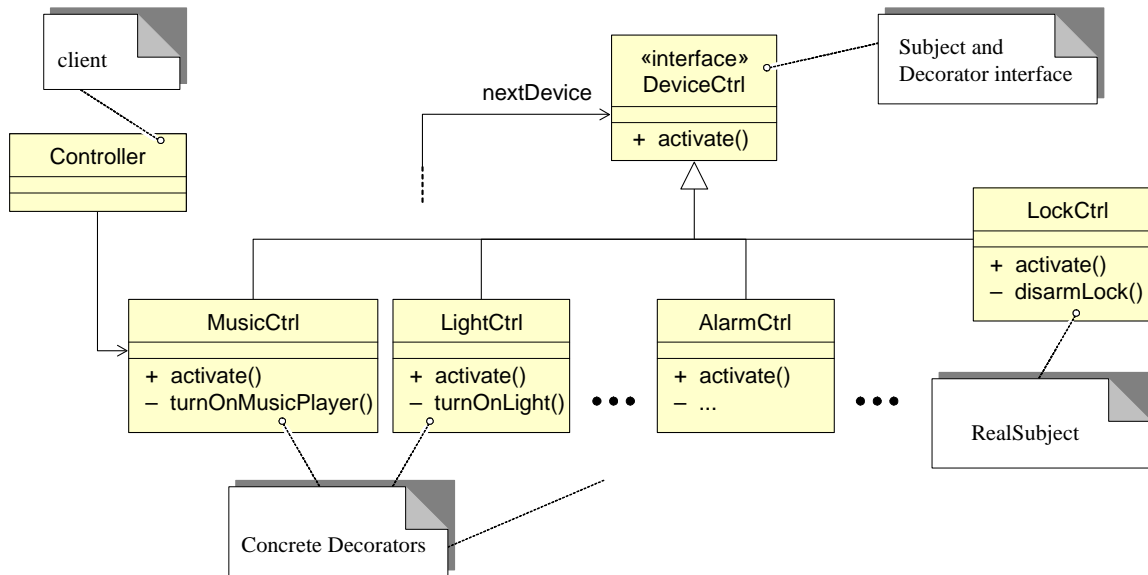 client
«interface»
DeviceCtrl
+ activate()
Subject and
Decorator interface
nextDevice
Controller
LockCtrl
+ activate()
– disarmLock()
MusicCtrl
+ activate()
– turnOnMusicPlayer()
LightCtrl
+ activate()
– turnOnLight()
•••
AlarmCtrl
+ activate()
– ...
•••
RealSubject
Concrete Decorators